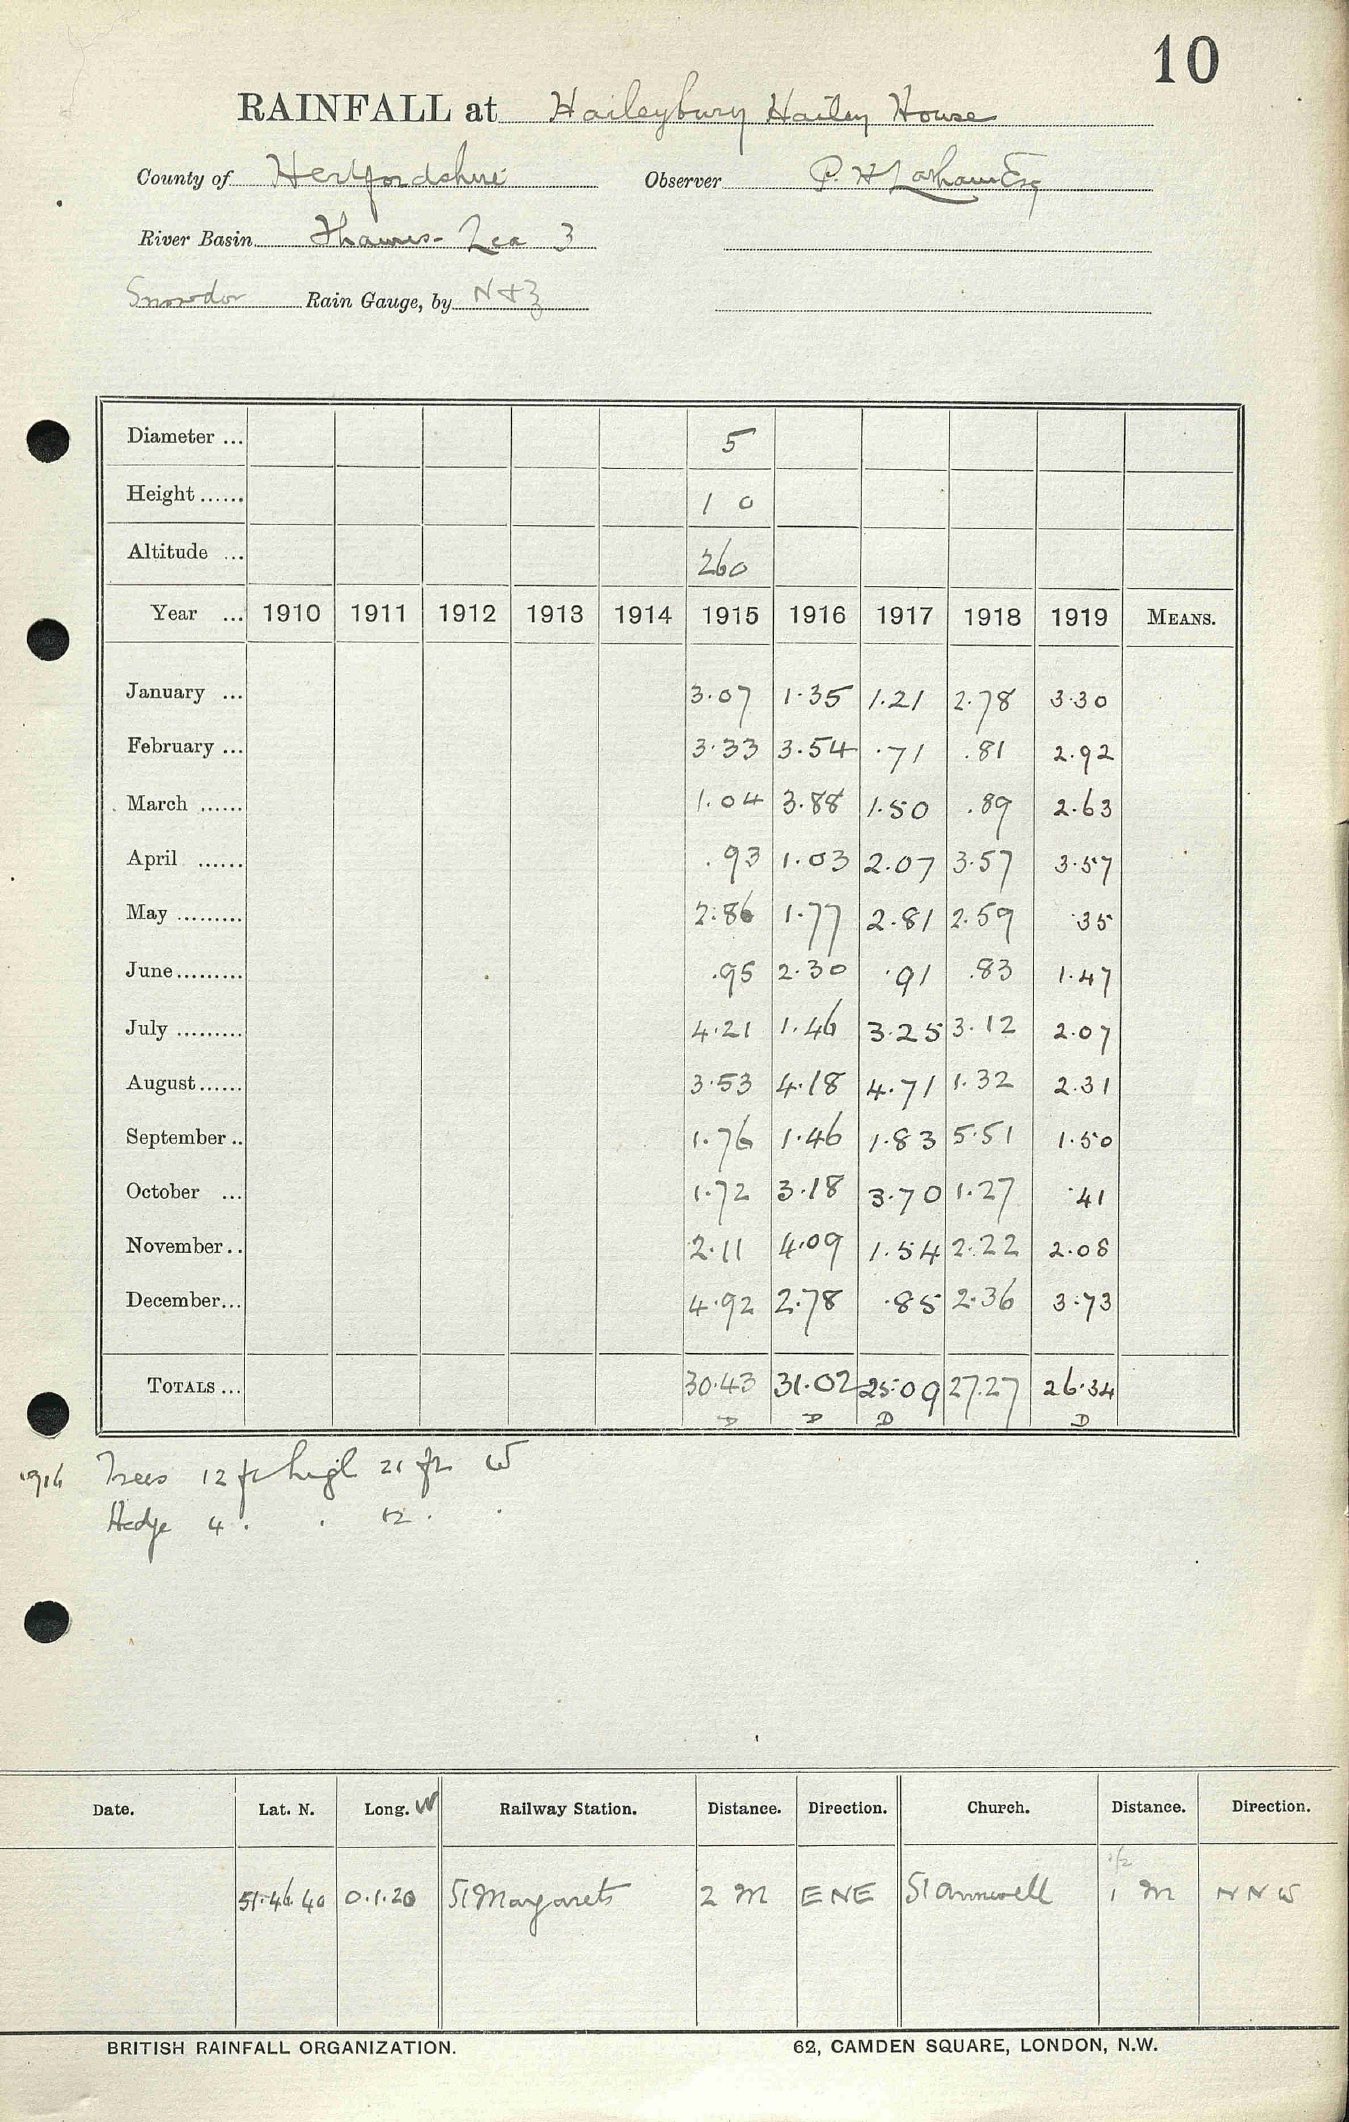 10
RAINFALL at Haileybury Hailey House
County of Hertfordshire Observer P. H Latham Esq
River Basin Thames - Lea 3
Snowdon Rain Gauge, by N & Z
Diameter ... 5
Height ...... 1 0
Altitude ... 260
Year ... 1910 1911 1912 1913 1914 1915 1916 1917 1918 1919 MEANS.
January ... 3.07 1.35 1.21 2.78 3.30
February ... 3.33 3.54 .71 .81 2.92
March ...... 1.04 3.88 1.50 .89 2.63
April ...... .93 1.03 2.07 3.57 3.57
May ......... 2.86 1.77 2.81 2.59 .35
June......... .95 2.30 .91 .83 1.47
July ......... 4.21 1.46 3.25 3.12 2.07
August...... 3.53 4.18 4.71 1.32 2.31
September .. 1.76 1.46 1.83 5.51 1.50
October ... 1.72 3.18 3.70 1.27 .41
November.. 2.11 4.09 1.54 2.22 2.08
December... 4.92 2.78 .85 2.36 3.73
TOTALS ... 30.43 31.02 25.09 27.27 26.34
D D D D
1916 Trees 12 ft high 21 ft W
Hedge 4 . . 12 . .
Date. Lat. N. Long. W Railway Station. Distance. Direction. Church. Distance. Direction.
1/2
51.46.40 0.1.20 St Margarets 2 M ENE St 1 M NNW
BRITISH RAINFALL ORGANIZATION. 62, CAMDEN SQUARE, LONDON, N.W.